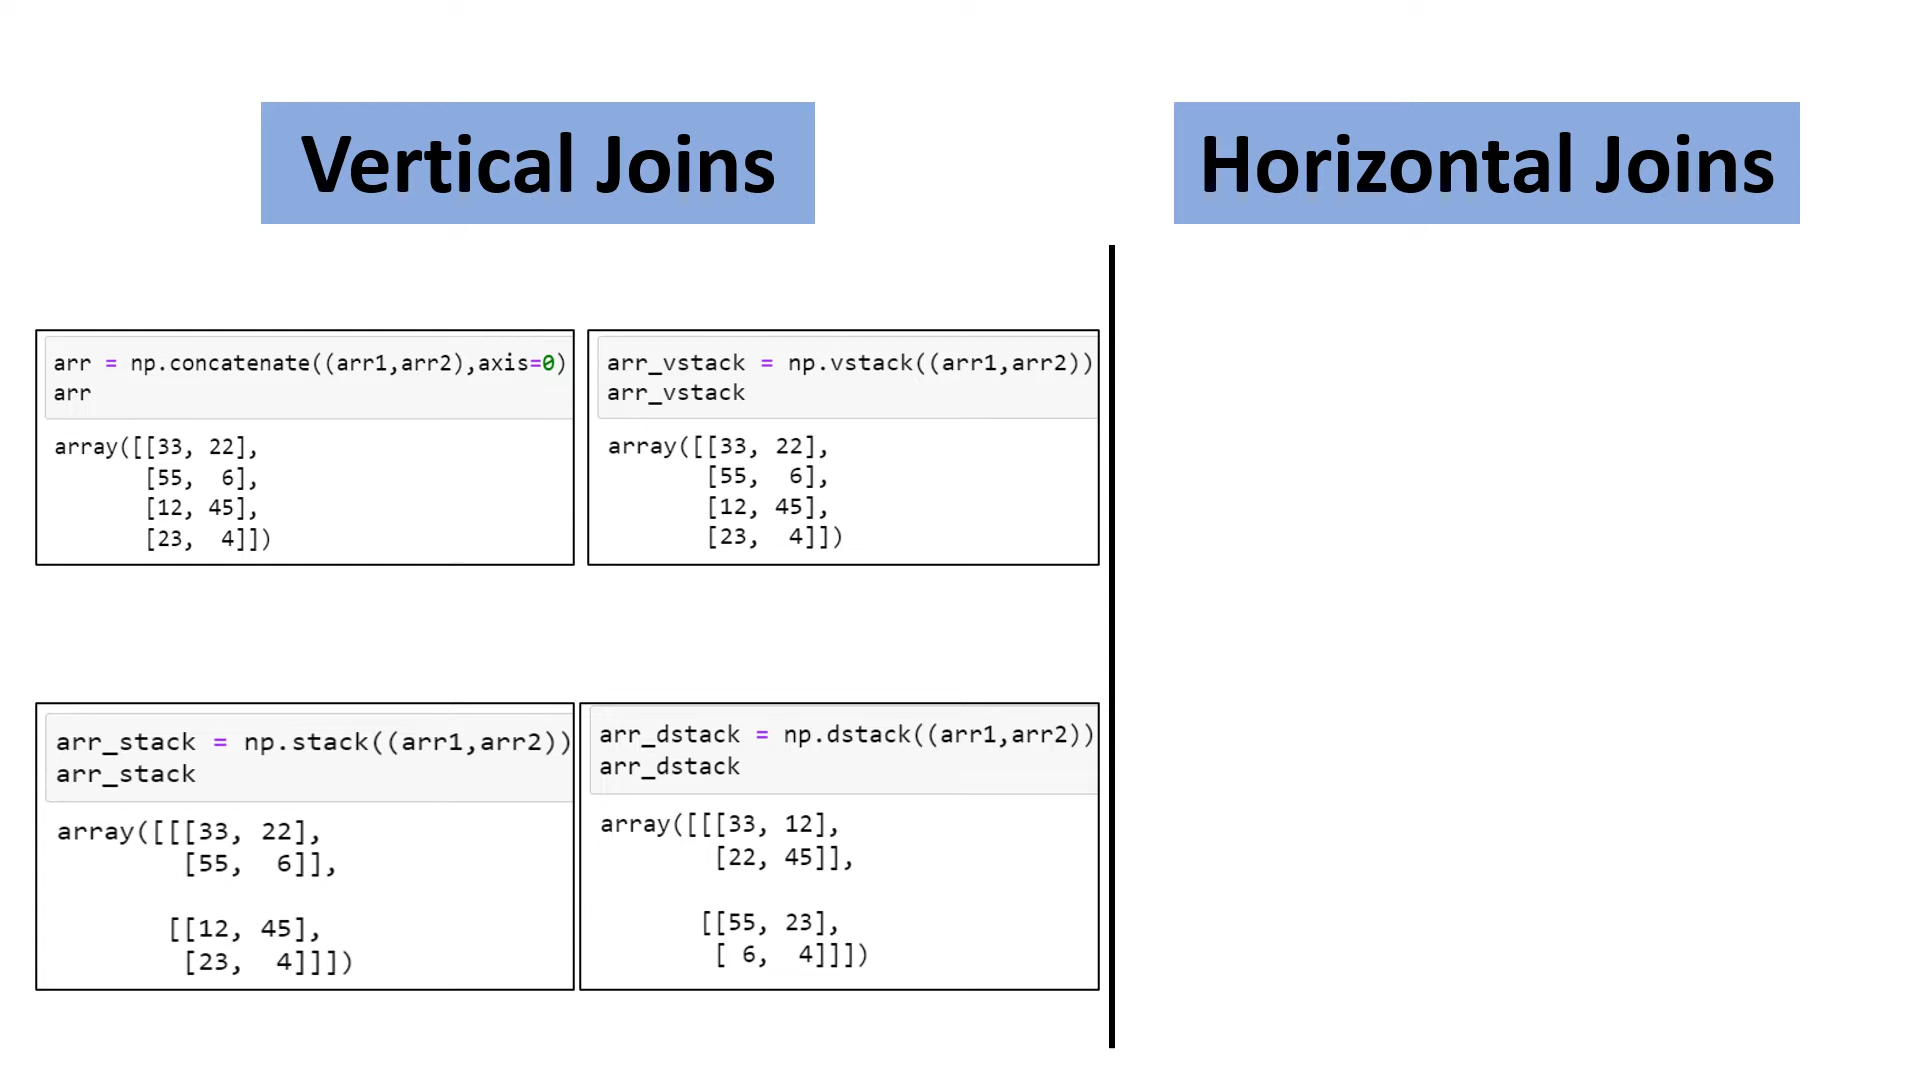 Vertical Joins
Horizontal Joins
arr = np.concatenate((arr1,arr2),axis=0)
arr
array([[33, 22],
       [55,  6],
       [12, 45],
       [23,  4]])
arr_vstack = np.vstack((arr1,arr2))
arr_vstack
array([[33, 22],
       [55,  6],
       [12, 45],
       [23,  4]])
arr_stack = np.stack((arr1,arr2))
arr_stack
array([[[33, 22],
        [55,  6]],
       [[12, 45],
        [23,  4]]])
arr_dstack = np.dstack((arr1,arr2))
arr_dstack
array([[[33, 12],
        [22, 45]],
       [[55, 23],
        [ 6,  4]]])